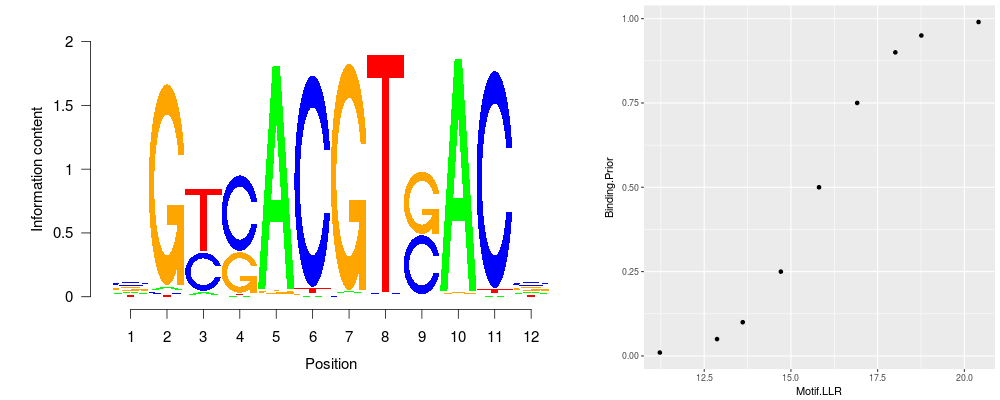 2
1.5
1
0.5
0
Information content
G T C A C G T G A C
C G C
1 2 3 4 5 6 7 8 9 10 11 12
Position
1.00
0.75
0.50
0.25
0.00
Binding.Prior
12.5 15.0 17.5 20.0
Motif.LLR